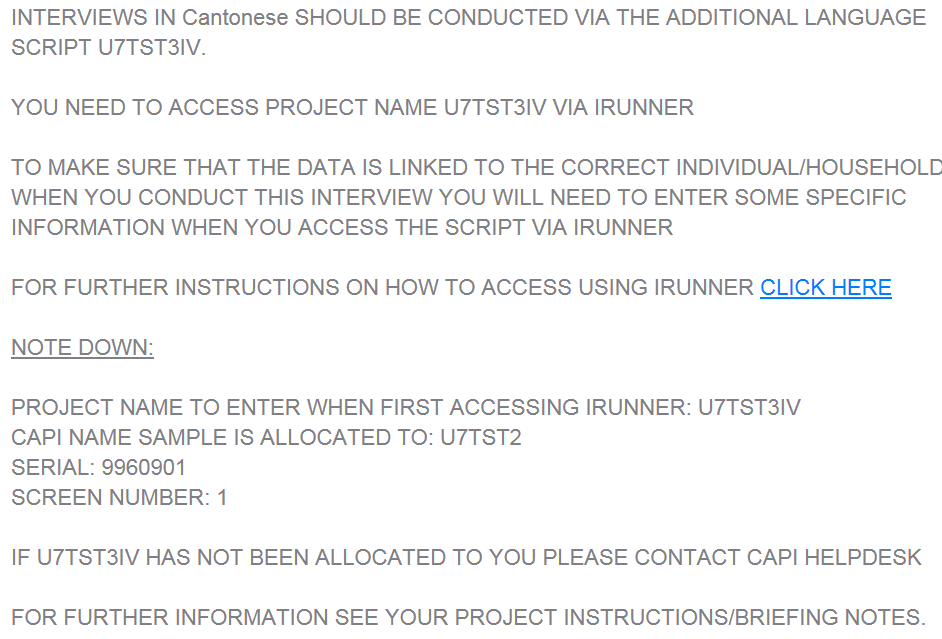 INTERVIEWS IN Cantonese SHOULD BE CONDUCTED VIA THE ADDITIONAL LANGUAGE
SCRIPT U7TST3IV.
YOU NEED TO ACCESS PROJECT NAME U7TST3IV VIA IRUNNER
TO MAKE SURE THAT THE DATA IS LINKED TO THE CORRECT INDIVIDUAL/HOUSEHOLD
WHEN YOU CONDUCT THIS INTERVIEW YOU WILL NEED TO ENTER SOME SPECIFIC
INFORMATION WHEN YOU ACCESS THE SCRIPT VIA IRUNNER
FOR FURTHER INSTRUCTIONS ON HOW TO ACCESS USING IRUNNER CLICK HERE
NOTE DOWN:
PROJECT NAME TO ENTER WHEN FIRST ACCESSING IRUNNER: U7TST3IV
CAPI NAME SAMPLE IS ALLOCATED TO: U7TST2
SERIAL: 9960901
SCREEN NUMBER: 1
IF U7TST3IV HAS NOT BEEN ALLOCATED TO YOU PLEASE CONTACT CAPI HELPDESK
FOR FURTHER INFORMATION SEE YOUR PROJECT INSTRUCTIONS/BRIEFING NOTES.